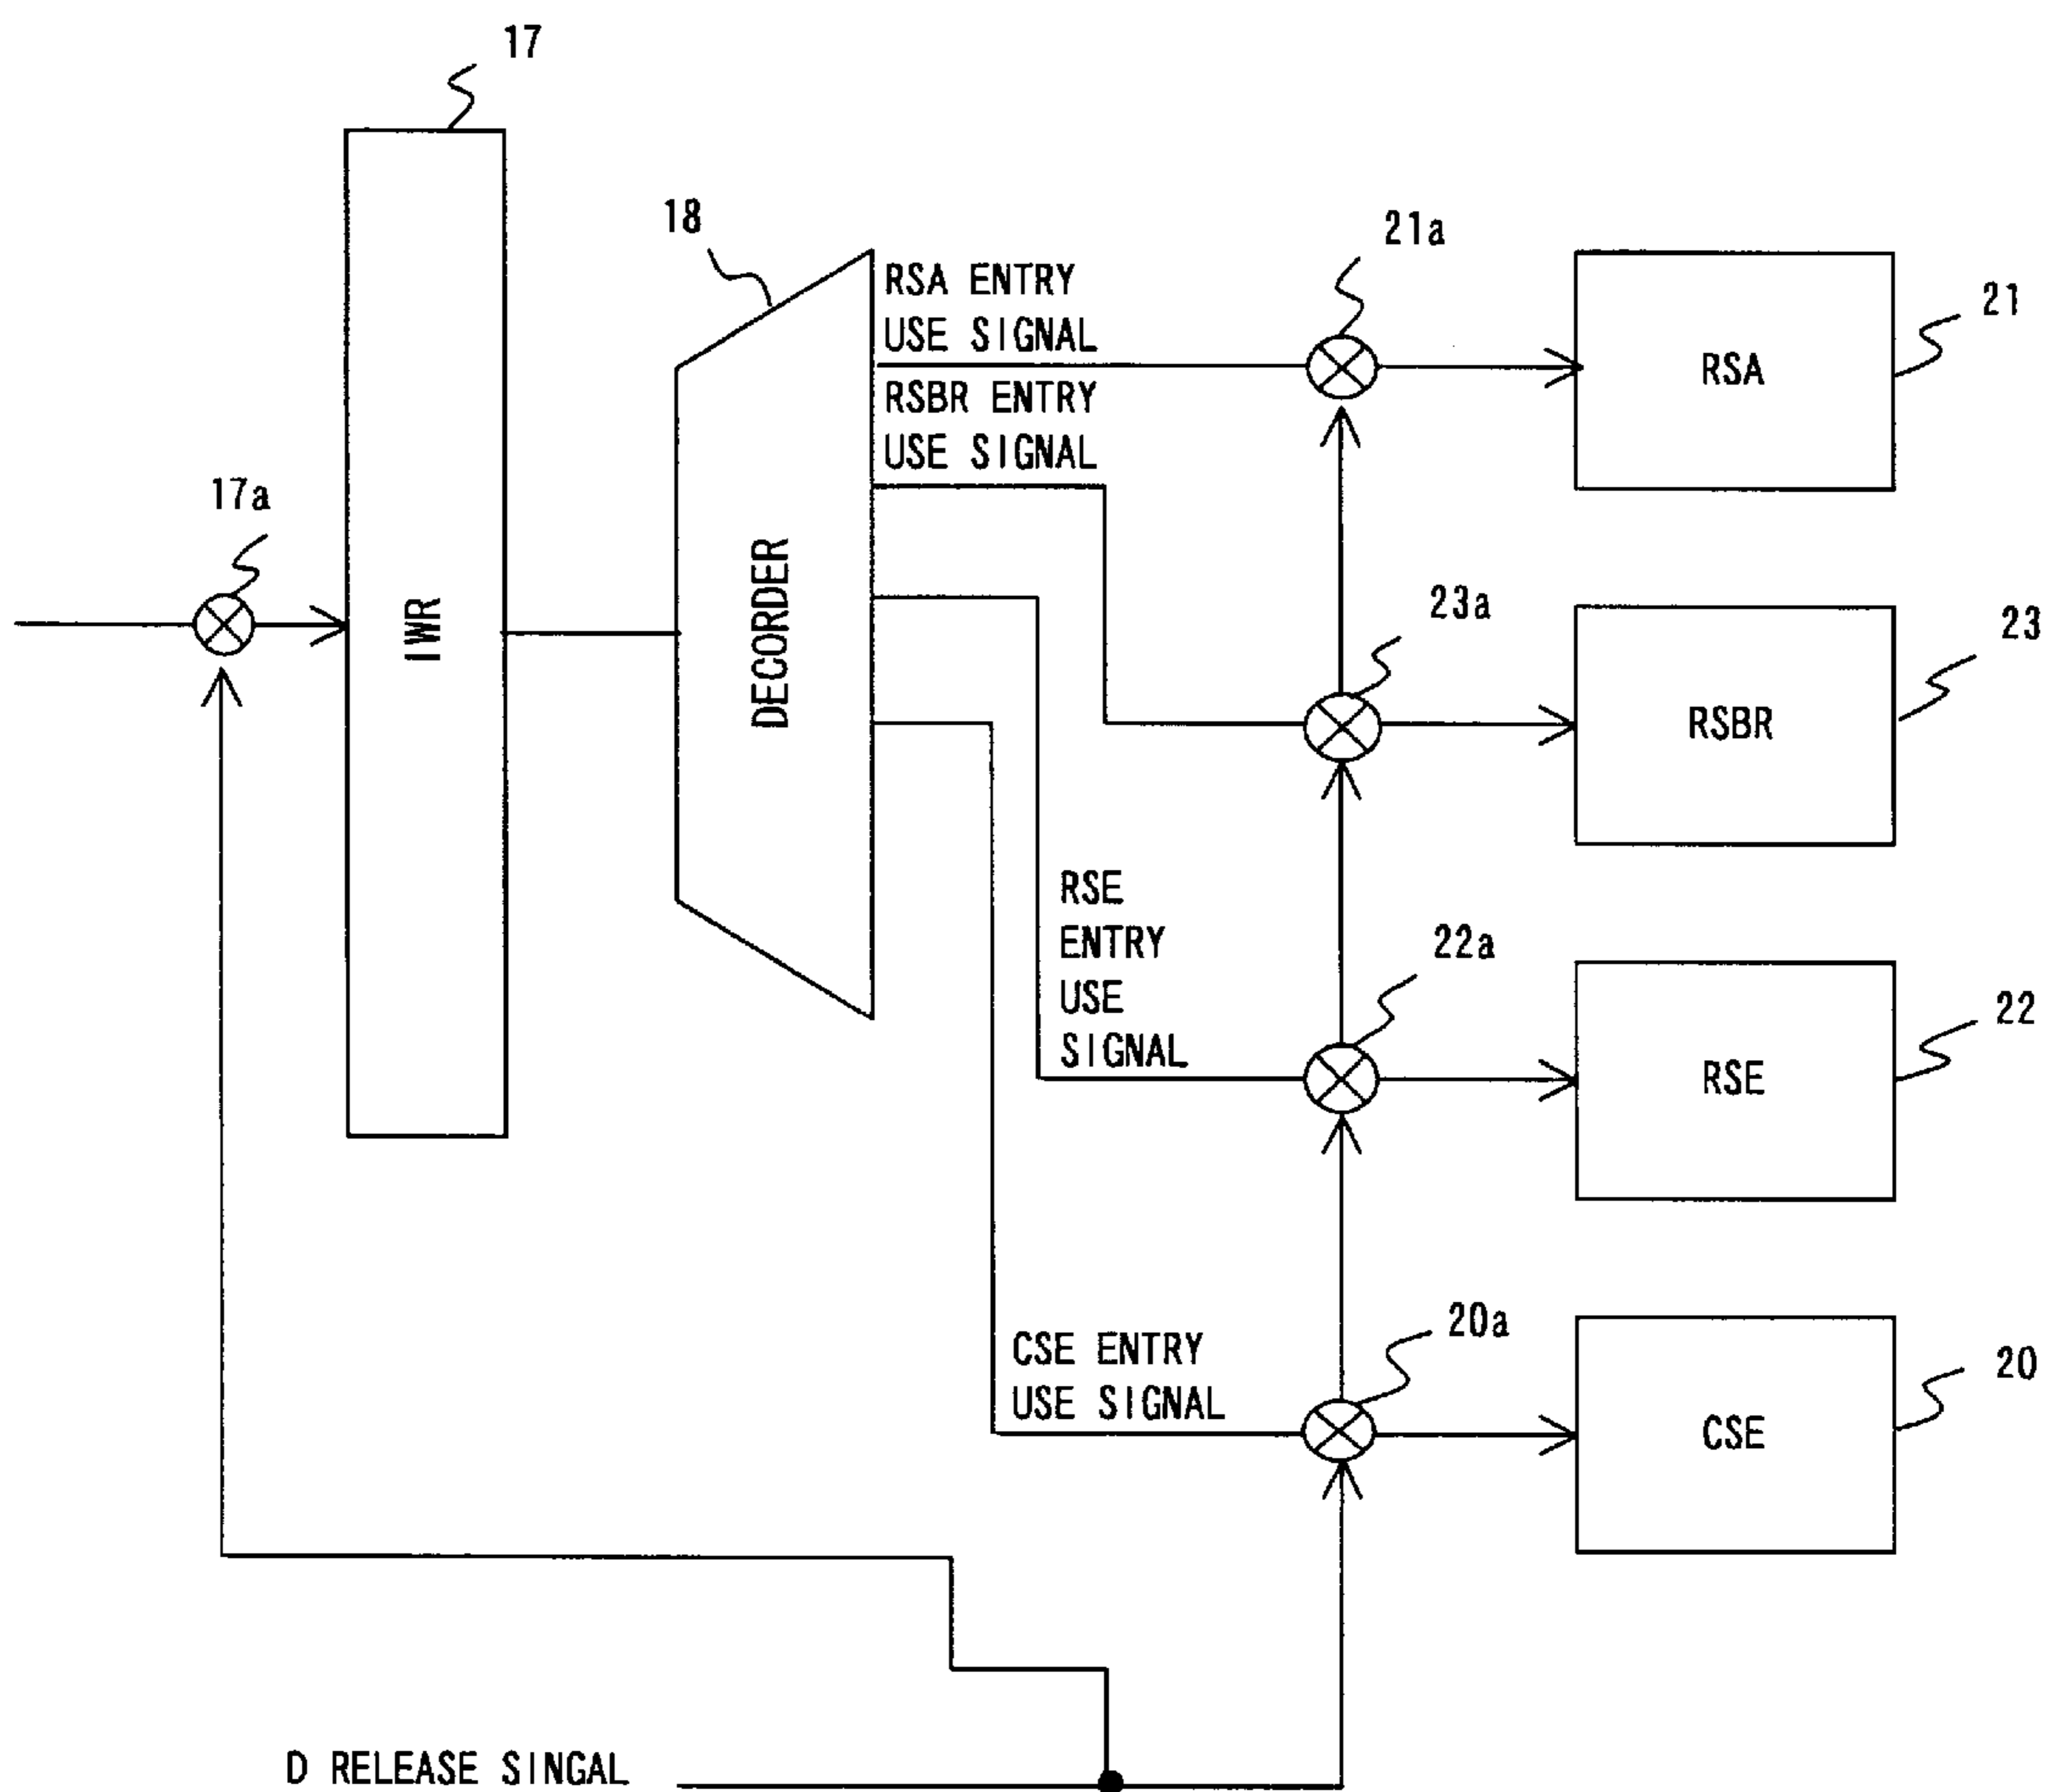 17
18
21a
RSA ENTRY
USE SIGNAL
21
RSA
RSBR ENTRY
USE SIGNAL
17a
IWR
DECORDER
23a
23
RSBR
RSE
ENTRY
USE
SIGNAL
22a
22
RSE
CSE ENTRY
USE SIGNAL
20a
20
CSE
D RELEASE SINGAL